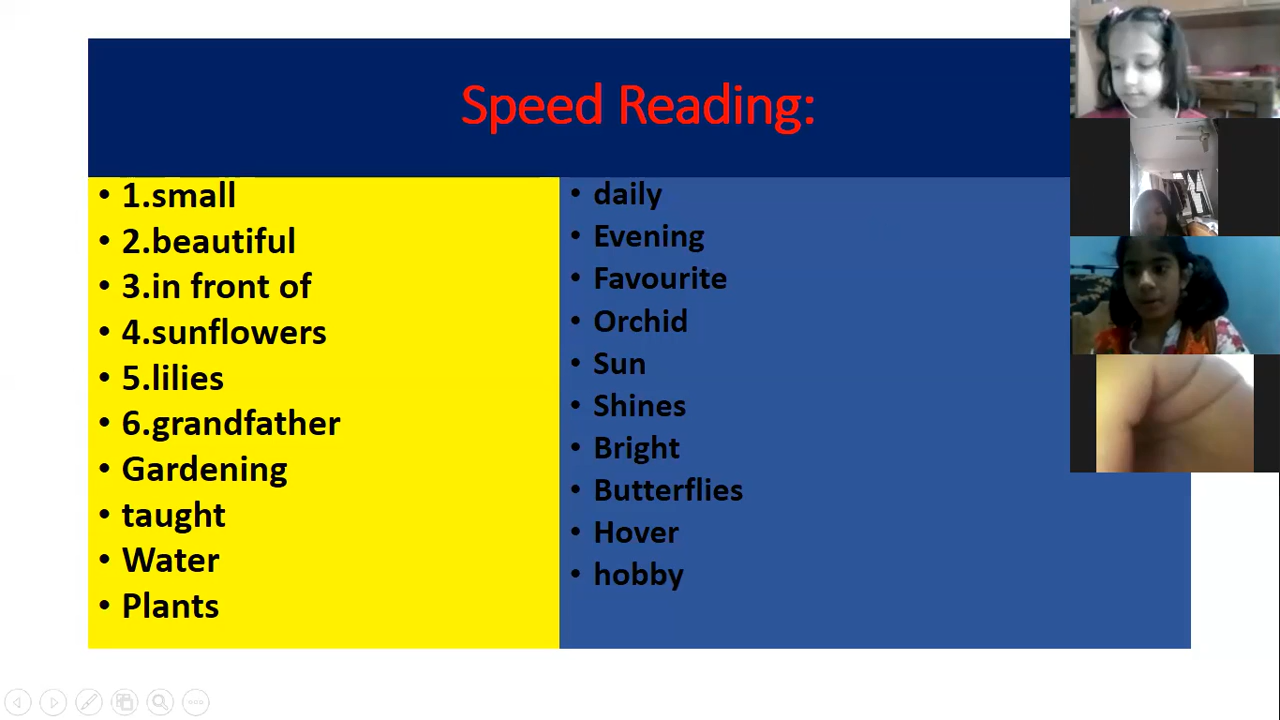 Speed Reading:
• 1.small
• 2.beautiful
• 3.in front of
• 4.sunflowers
• 5.lilies
• 6.grandfather
• Gardening
• taught
• Water
• Plants
• daily
• Evening
• Favourite
• Orchid
• Sun
• Shines
• Bright
• Butterflies
• Hover
• hobby